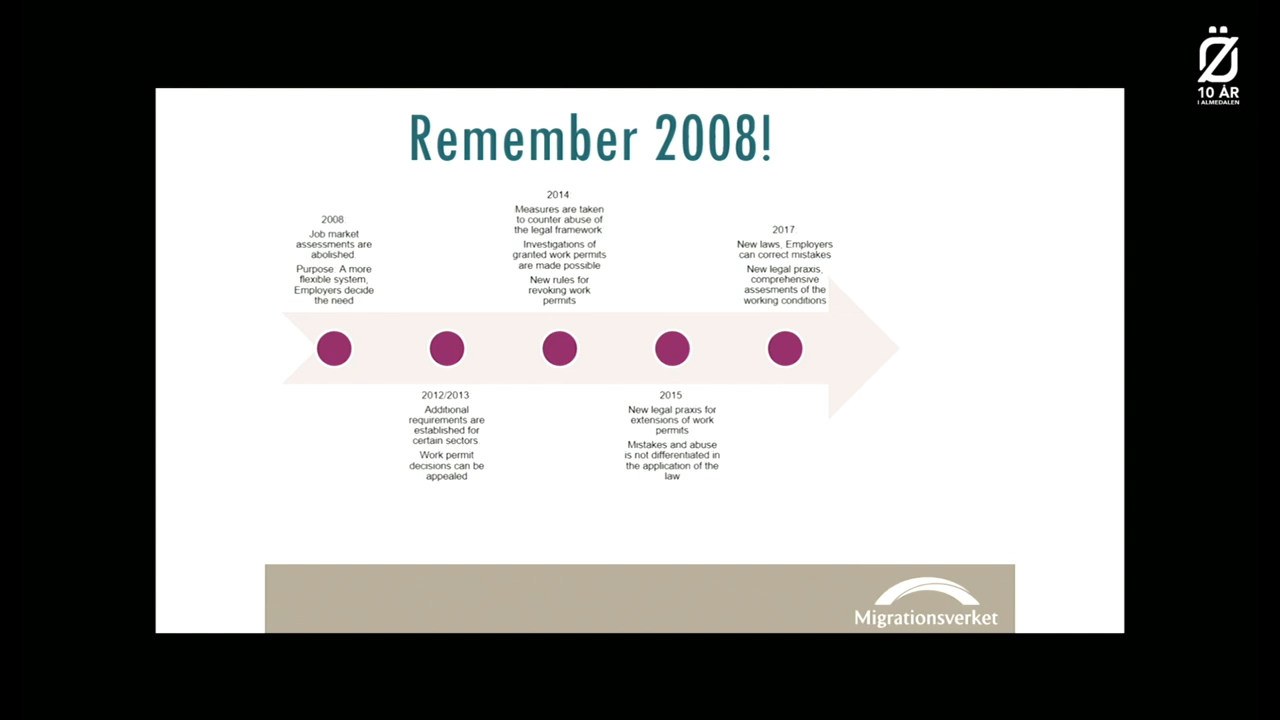 Ö
10 ÅR
I ALMEDALEN
Remember 2008!
2008
Job market
assessments are
abolished
Purpose A more
flexible system,
Employers decide
the need
2012/2013
Additional
requirements are
established for
certain sectors
Work permit
decisions can be
appealed
2014
Measures are taken
to counter abuse of
the legal framework
Investigations of
granted work permits
are made possible
New rules for
revoking work
permits
2015
New legal praxis for
extensions of work
permits
Mistakes and abuse
is not differentiated in
the application of the
law
2017
New laws, Employers
can correct mistakes
New legal praxis,
comprehensive
assesments of the
working conditions
Migrationsverket